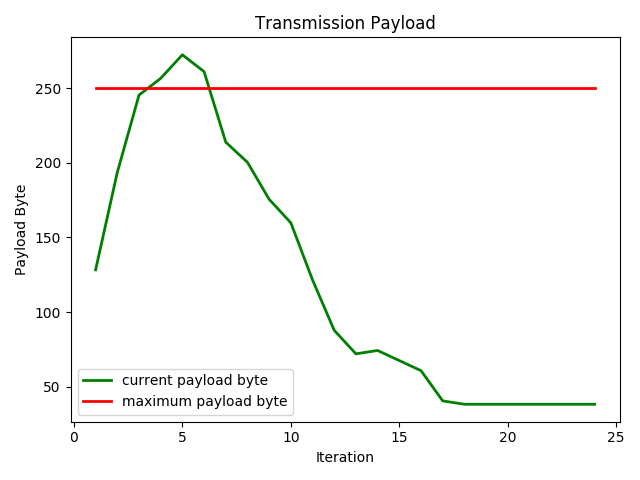 Transmission Payload
Payload Byte
250
200
150
100
50
current payload byte
maximum payload byte
0
5
10
15
20
25
Iteration